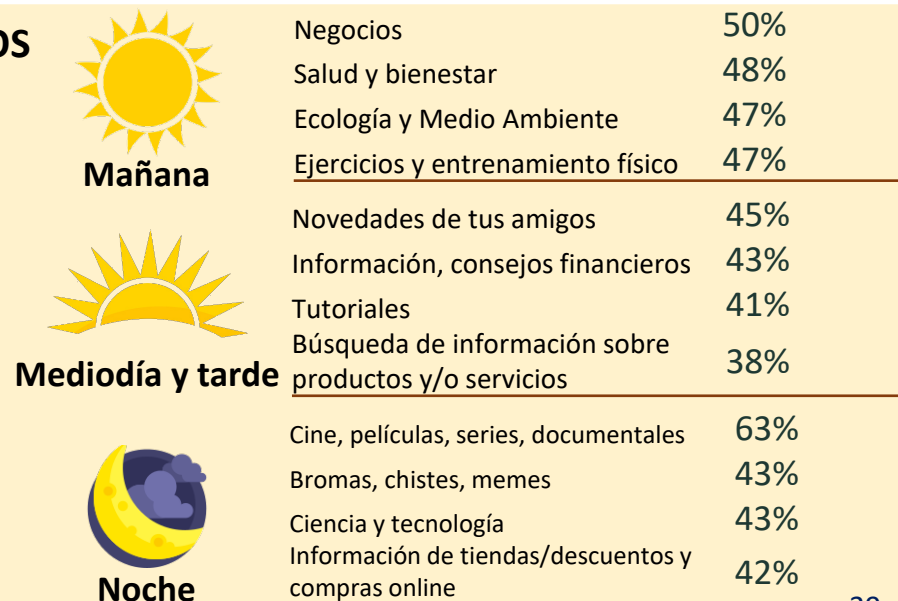 OS
Negocios 50%
Salud y bienestar 48%
Ecología y Medio Ambiente 47%
Ejercicios y entrenamiento físico 47%
Mañana
Novedades de tus amigos 45%
Información, consejos financieros 43%
Tutoriales 41%
Búsqueda de información sobre
productos y/o servicios 38%
Mediodía y tarde
Cine, películas, series, documentales 63%
Bromas, chistes, memes 43%
Ciencia y tecnología 43%
Información de tiendas/descuentos y
compras online 42%
Noche